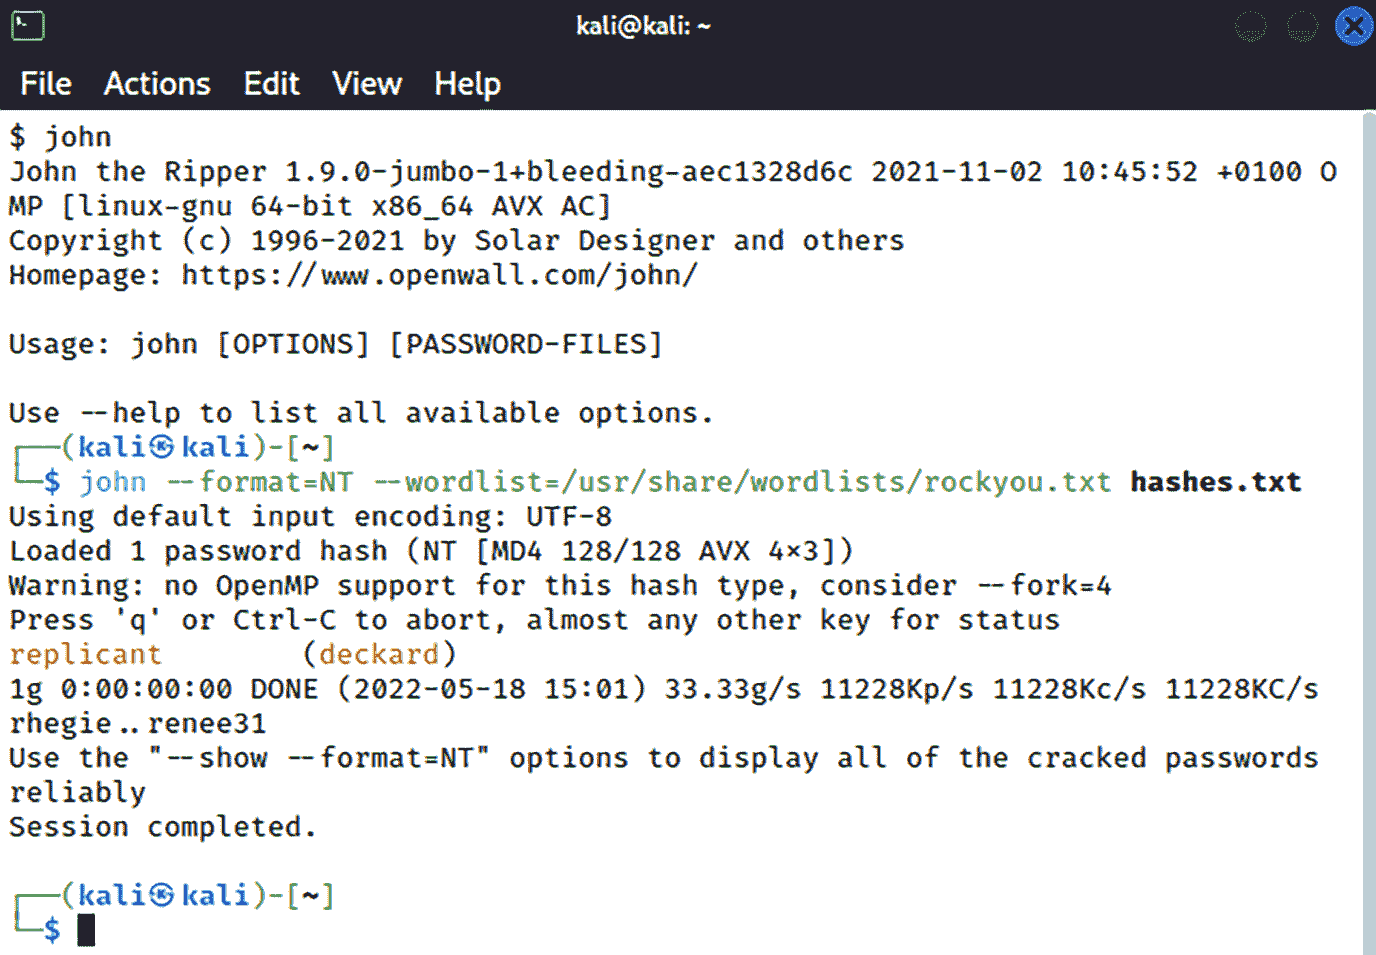 kali@kali: ~
File Actions Edit View Help
$ john
John the Ripper 1.9.0-jumbo-1+bleeding-aec1328d6c 2021-11-02 10:45:52 +0100 O
MP [linux-gnu 64-bit x86_64 AVX AC]
Copyright (c) 1996-2021 by Solar Designer and others
Homepage: https://www.openwall.com/john/
Usage: john [OPTIONS] [PASSWORD-FILES]
Use --help to list all available options.
┌──(kali㉿kali)-[~]
└─$ john --format=NT --wordlist=/usr/share/wordlists/rockyou.txt hashes.txt
Using default input encoding: UTF-8
Loaded 1 password hash (NT [MD4 128/128 AVX 4×3])
Warning: no OpenMP support for this hash type, consider --fork=4
Press 'q' or Ctrl-C to abort, almost any other key for status
replicant (deckard)
1g 0:00:00:00 DONE (2022-05-18 15:01) 33.33g/s 11228Kp/s 11228Kc/s 11228KC/s
rhegie..renee31
Use the "--show --format=NT" options to display all of the cracked passwords
reliably
Session completed.
┌──(kali㉿kali)-[~]
└─$